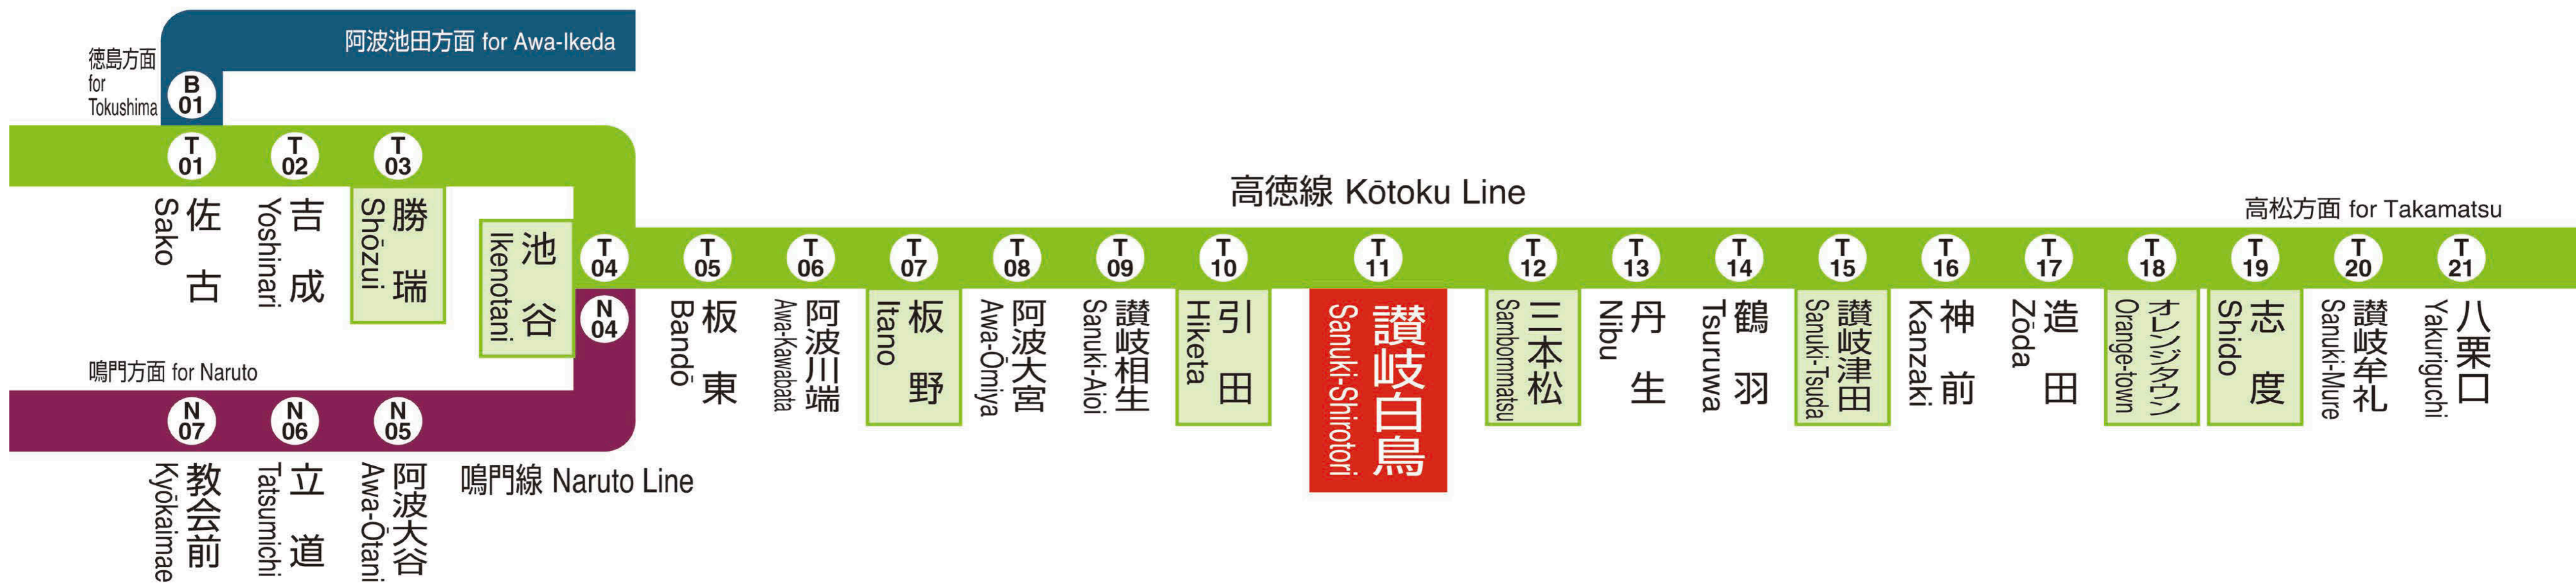 阿波池田方面 for Awa-Ikeda
徳島方面
for
Tokushima
B
01
T
01
佐古
Sako
T
02
吉成
Yoshinari
T
03
勝瑞
Shōzui
池谷
Ikenotani
T
04
N
04
鳴門方面 for Naruto
N
07
教会前
Kyōkaimae
N
06
立道
Tatsumichi
N
05
阿波大谷
Awa-Ōtani
鳴門線 Naruto Line
高徳線 Kōtoku Line
高松方面 for Takamatsu
T
05
板東
Bandō
T
06
阿波川端
Awa-Kawabata
T
07
板野
Itano
T
08
阿波大宮
Awa-Ōmiya
T
09
讃岐相生
Sanuki-Aioi
T
10
引田
Hiketa
T
11
讃岐白鳥
Sanuki-Shirotori
T
12
三本松
Sambommatsu
T
13
丹生
Nibu
T
14
鶴羽
Tsuruwa
T
15
讃岐津田
Sanuki-Tsuda
T
16
神前
Kanzaki
T
17
造田
Zōda
T
18
オレンジタウン
Orange-town
T
19
志度
Shido
T
20
讃岐牟礼
Sanuki-Mure
T
21
八栗口
Yakuriguchi